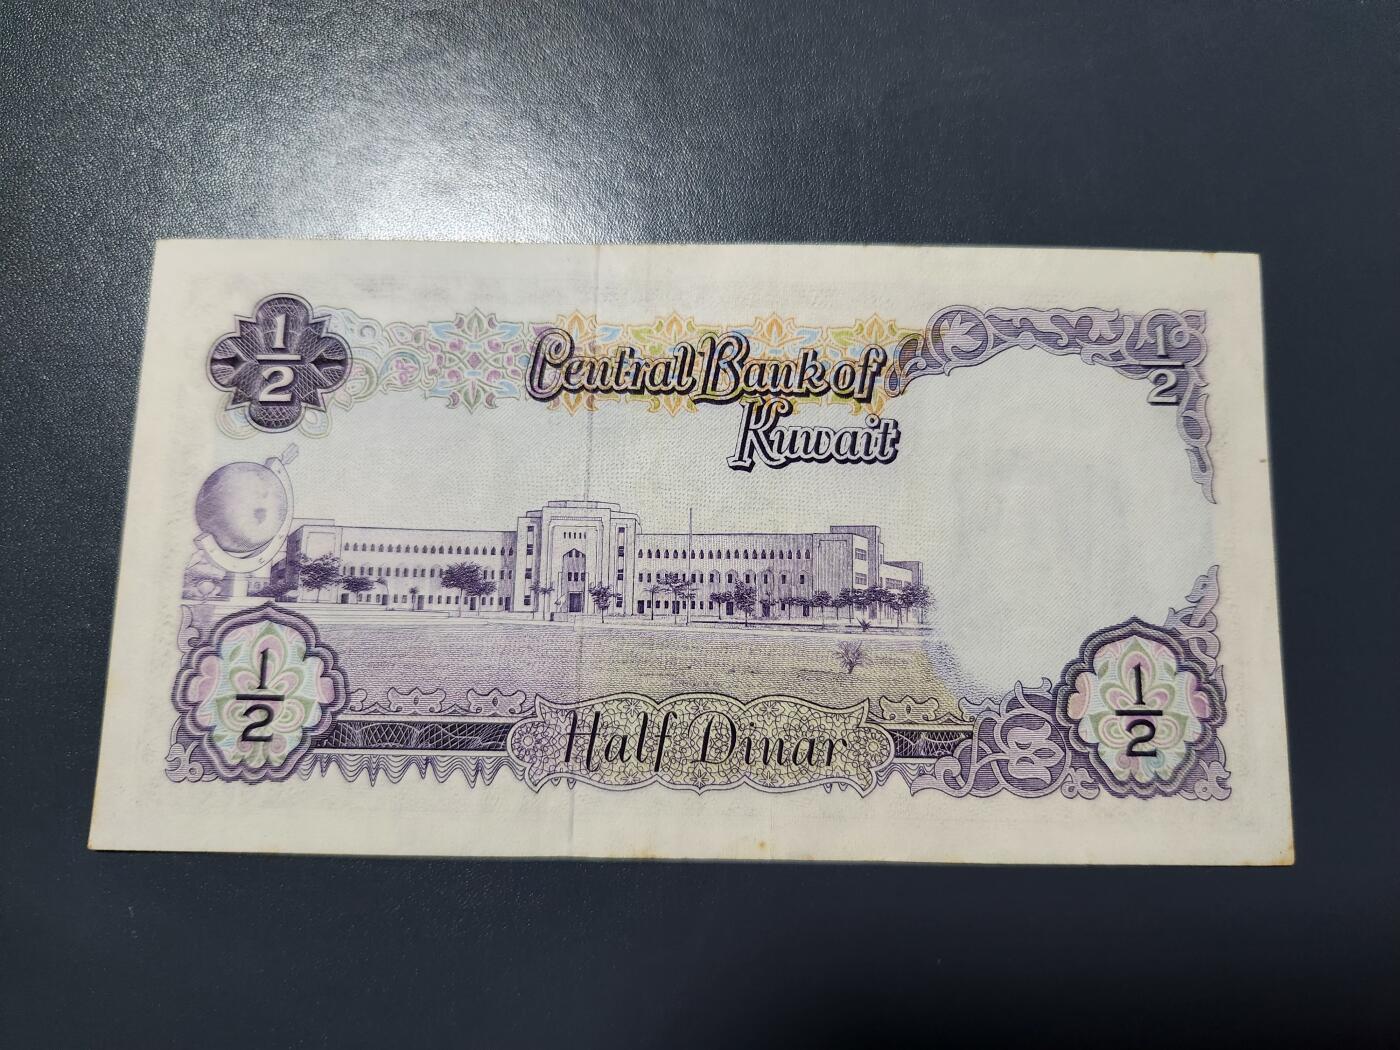 1/2
Central Bank of
Kuwait
1/2
1/2
Half Dinar
1/2